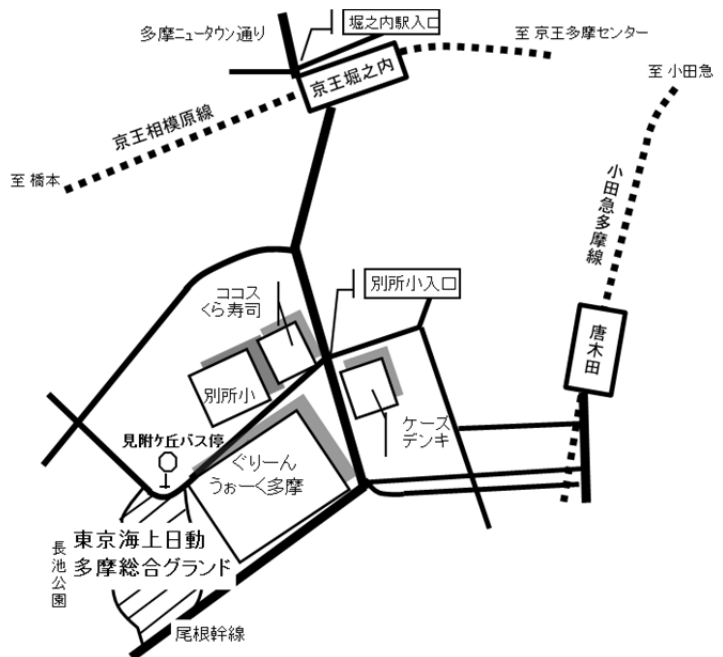 多摩ニュータウン通り
堀之内駅入口
至 京王多摩センター
京王堀之内
至 小田急
京王相模原線
至 橋本
小田急多摩線
ココス
くら寿司
別所小入口
唐木田
別所小
ケーズ
デンキ
見附ケ丘バス停
ぐりーん
うぉーく多摩
東京海上日動
多摩総合グランド
長池公園
尾根幹線